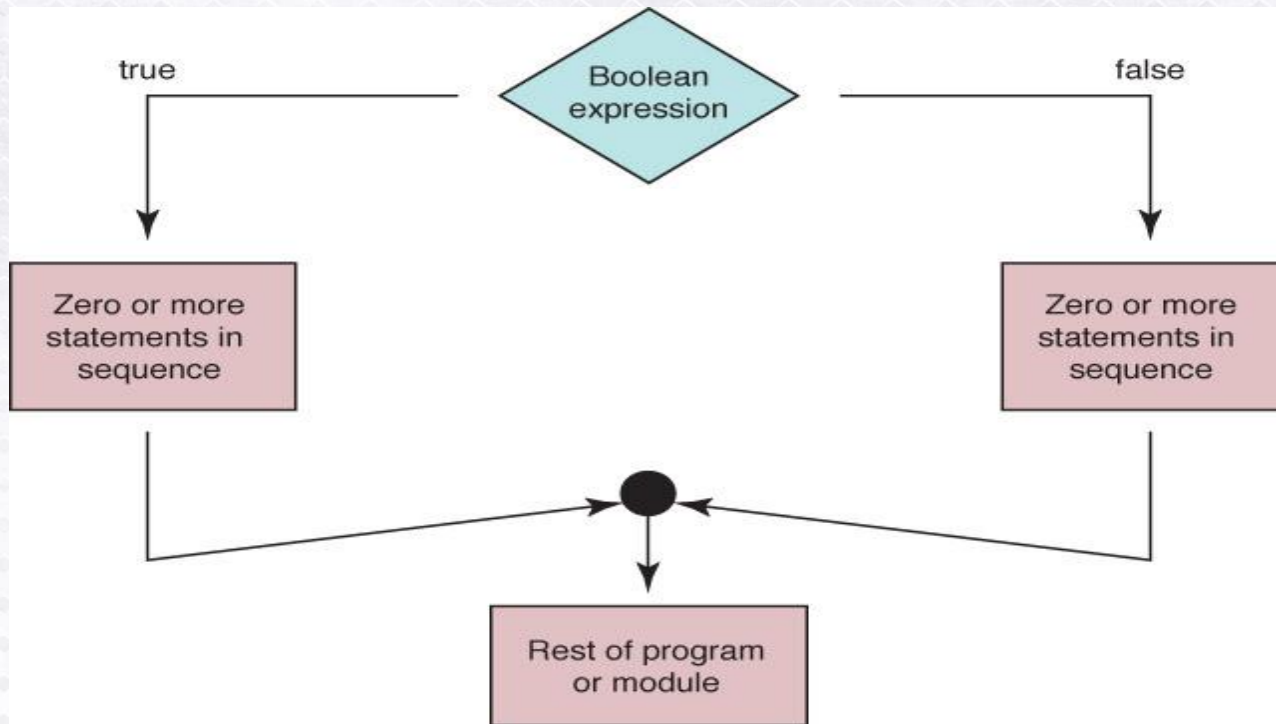 true
Boolean
expression
false
Zero or more
statements in
sequence
Zero or more
statements in
sequence
Rest of program
or module